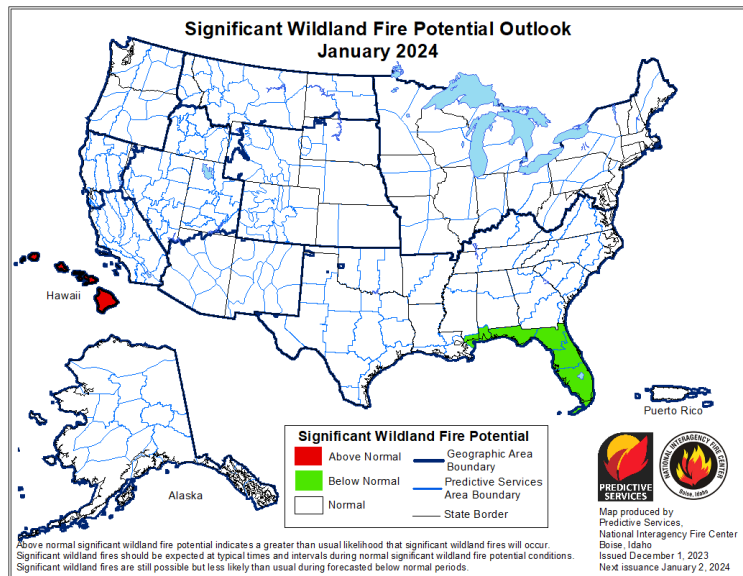 Significant Wildland Fire Potential Outlook
January 2024
Hawaii
Alaska
Puerto Rico
Significant Wildland Fire Potential
Above Normal
Below Normal
Normal
Geographic Area
Boundary
Predictive Services
Area Boundary
State Border
PREDICTIVE
SERVICES
NATIONAL INTERAGENCY FIRE CENTER
Boise, Idaho
Map produced by
Predictive Services,
National Interagency Fire Center
Boise, Idaho
Issued December 1, 2023
Next issuance January 2, 2024
Above normal significant wildland fire potential indicates a greater than usual likelihood that significant wildland fires will occur.
Significant wildland fires should be expected at typical times and intervals during normal significant wildland fire potential conditions.
Significant wildland fires are still possible but less likely than usual during forecasted below normal periods.